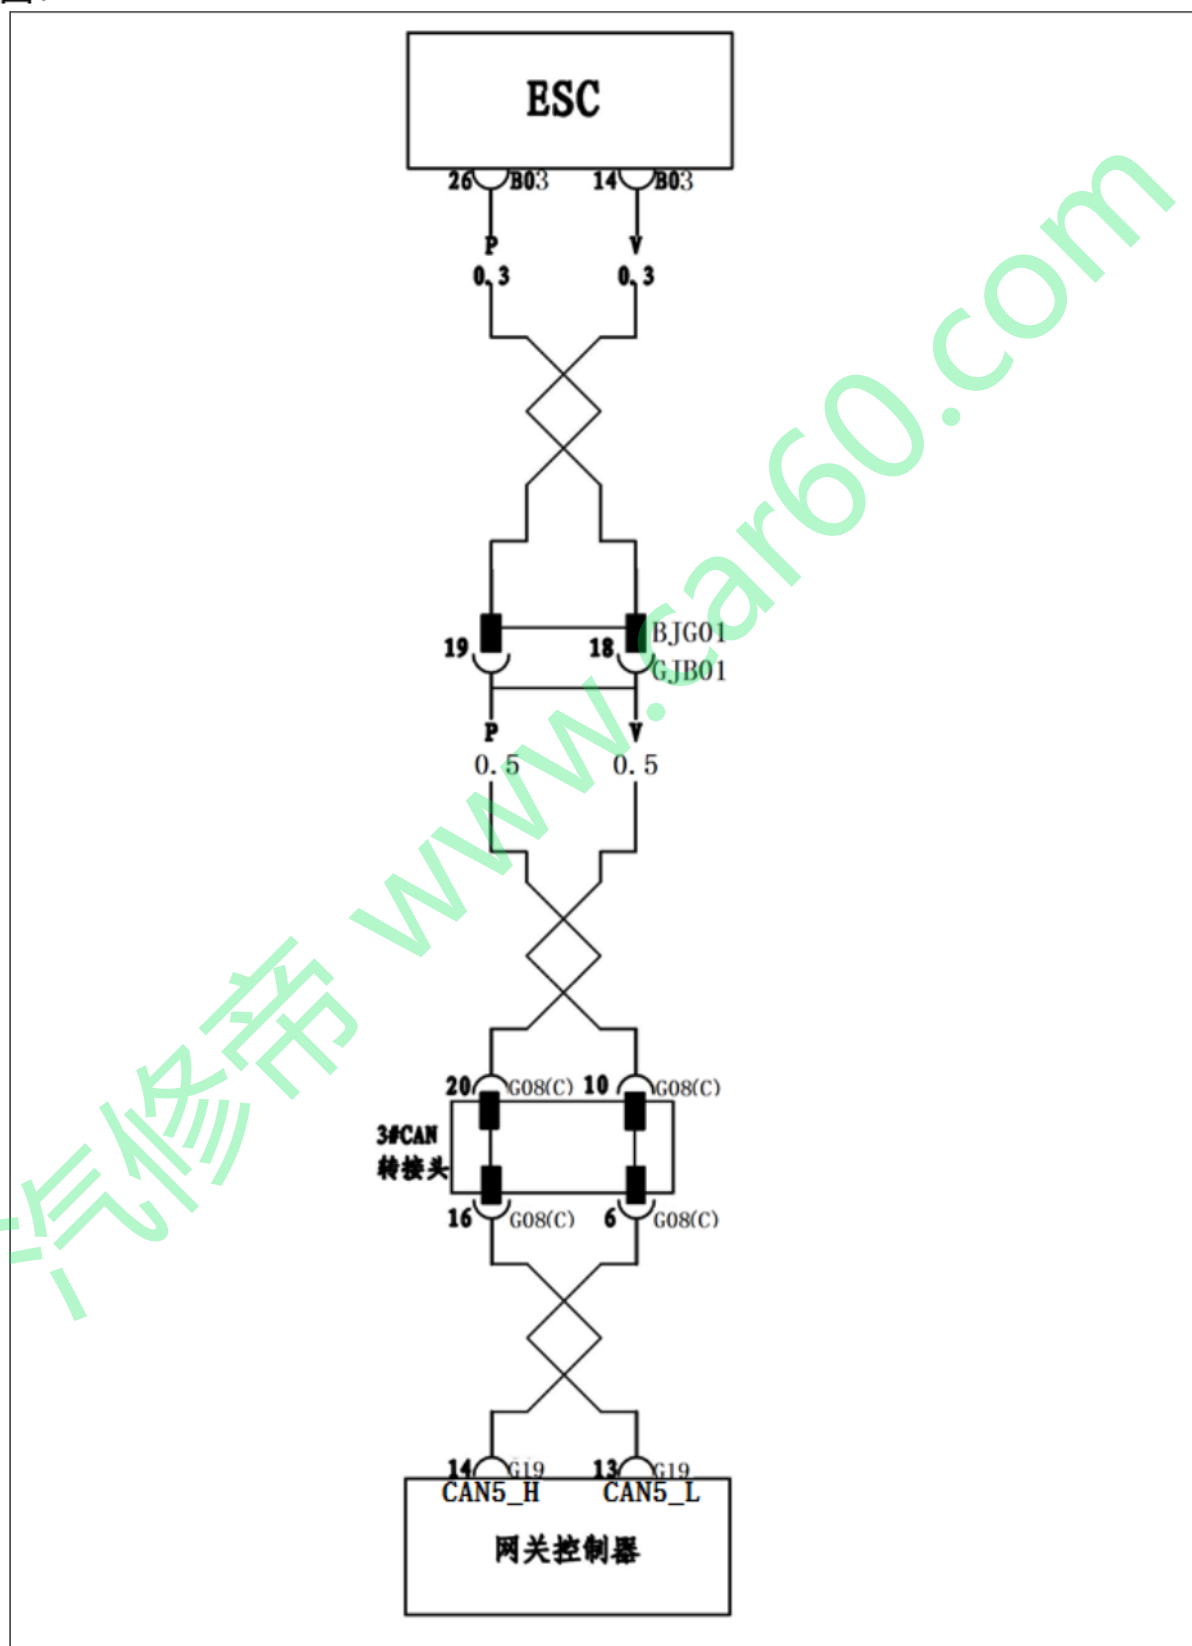 ESC
26 B03 14 B03
P V
0.3 0.3
19 18 BJG01
GJB01
P V
0.5 0.5
20 G08(C) 10 G08(C)
3#CAN
转接头
16 G08(C) 6 G08(C)
14 G19 13 G19
CAN5_H CAN5_L
网关控制器
汽修帝 www.car60.com